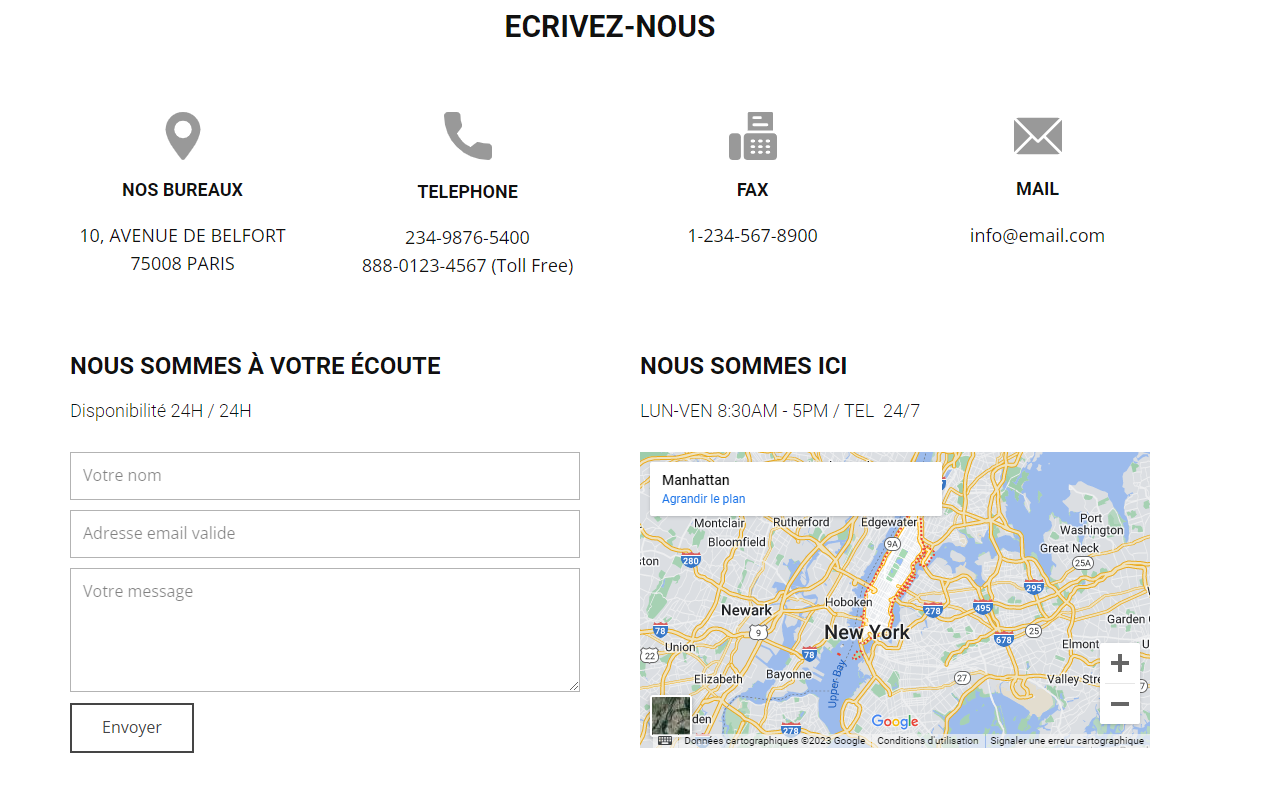 ECRIVEZ-NOUS
NOS BUREAUX
10, AVENUE DE BELFORT
75008 PARIS
TELEPHONE
234-9876-5400
888-0123-4567 (Toll Free)
FAX
1-234-567-8900
MAIL
info@email.com
NOUS SOMMES À VOTRE ÉCOUTE
Disponibilité 24H / 24H
Votre nom
Adresse email valide
Votre message
Envoyer
NOUS SOMMES ICI
LUN-VEN 8:30AM - 5PM / TEL 24/7
Manhattan
Agrandir le plan
Montclair
Rutherford
Edgewater
Port
Washington
Bloomfield
9A
Great Neck
ston
280
25A
295
Hoboken
Newark
278
495
Garden
78
9
New York
678
25
Union
22
78
Elmont
Bayonne
Elizabeth
27
Valley Stre
Upper Bay
den
278
Google
Données cartographiques ©2023 Google
Conditions d'utilisation
Signaler une erreur cartographique